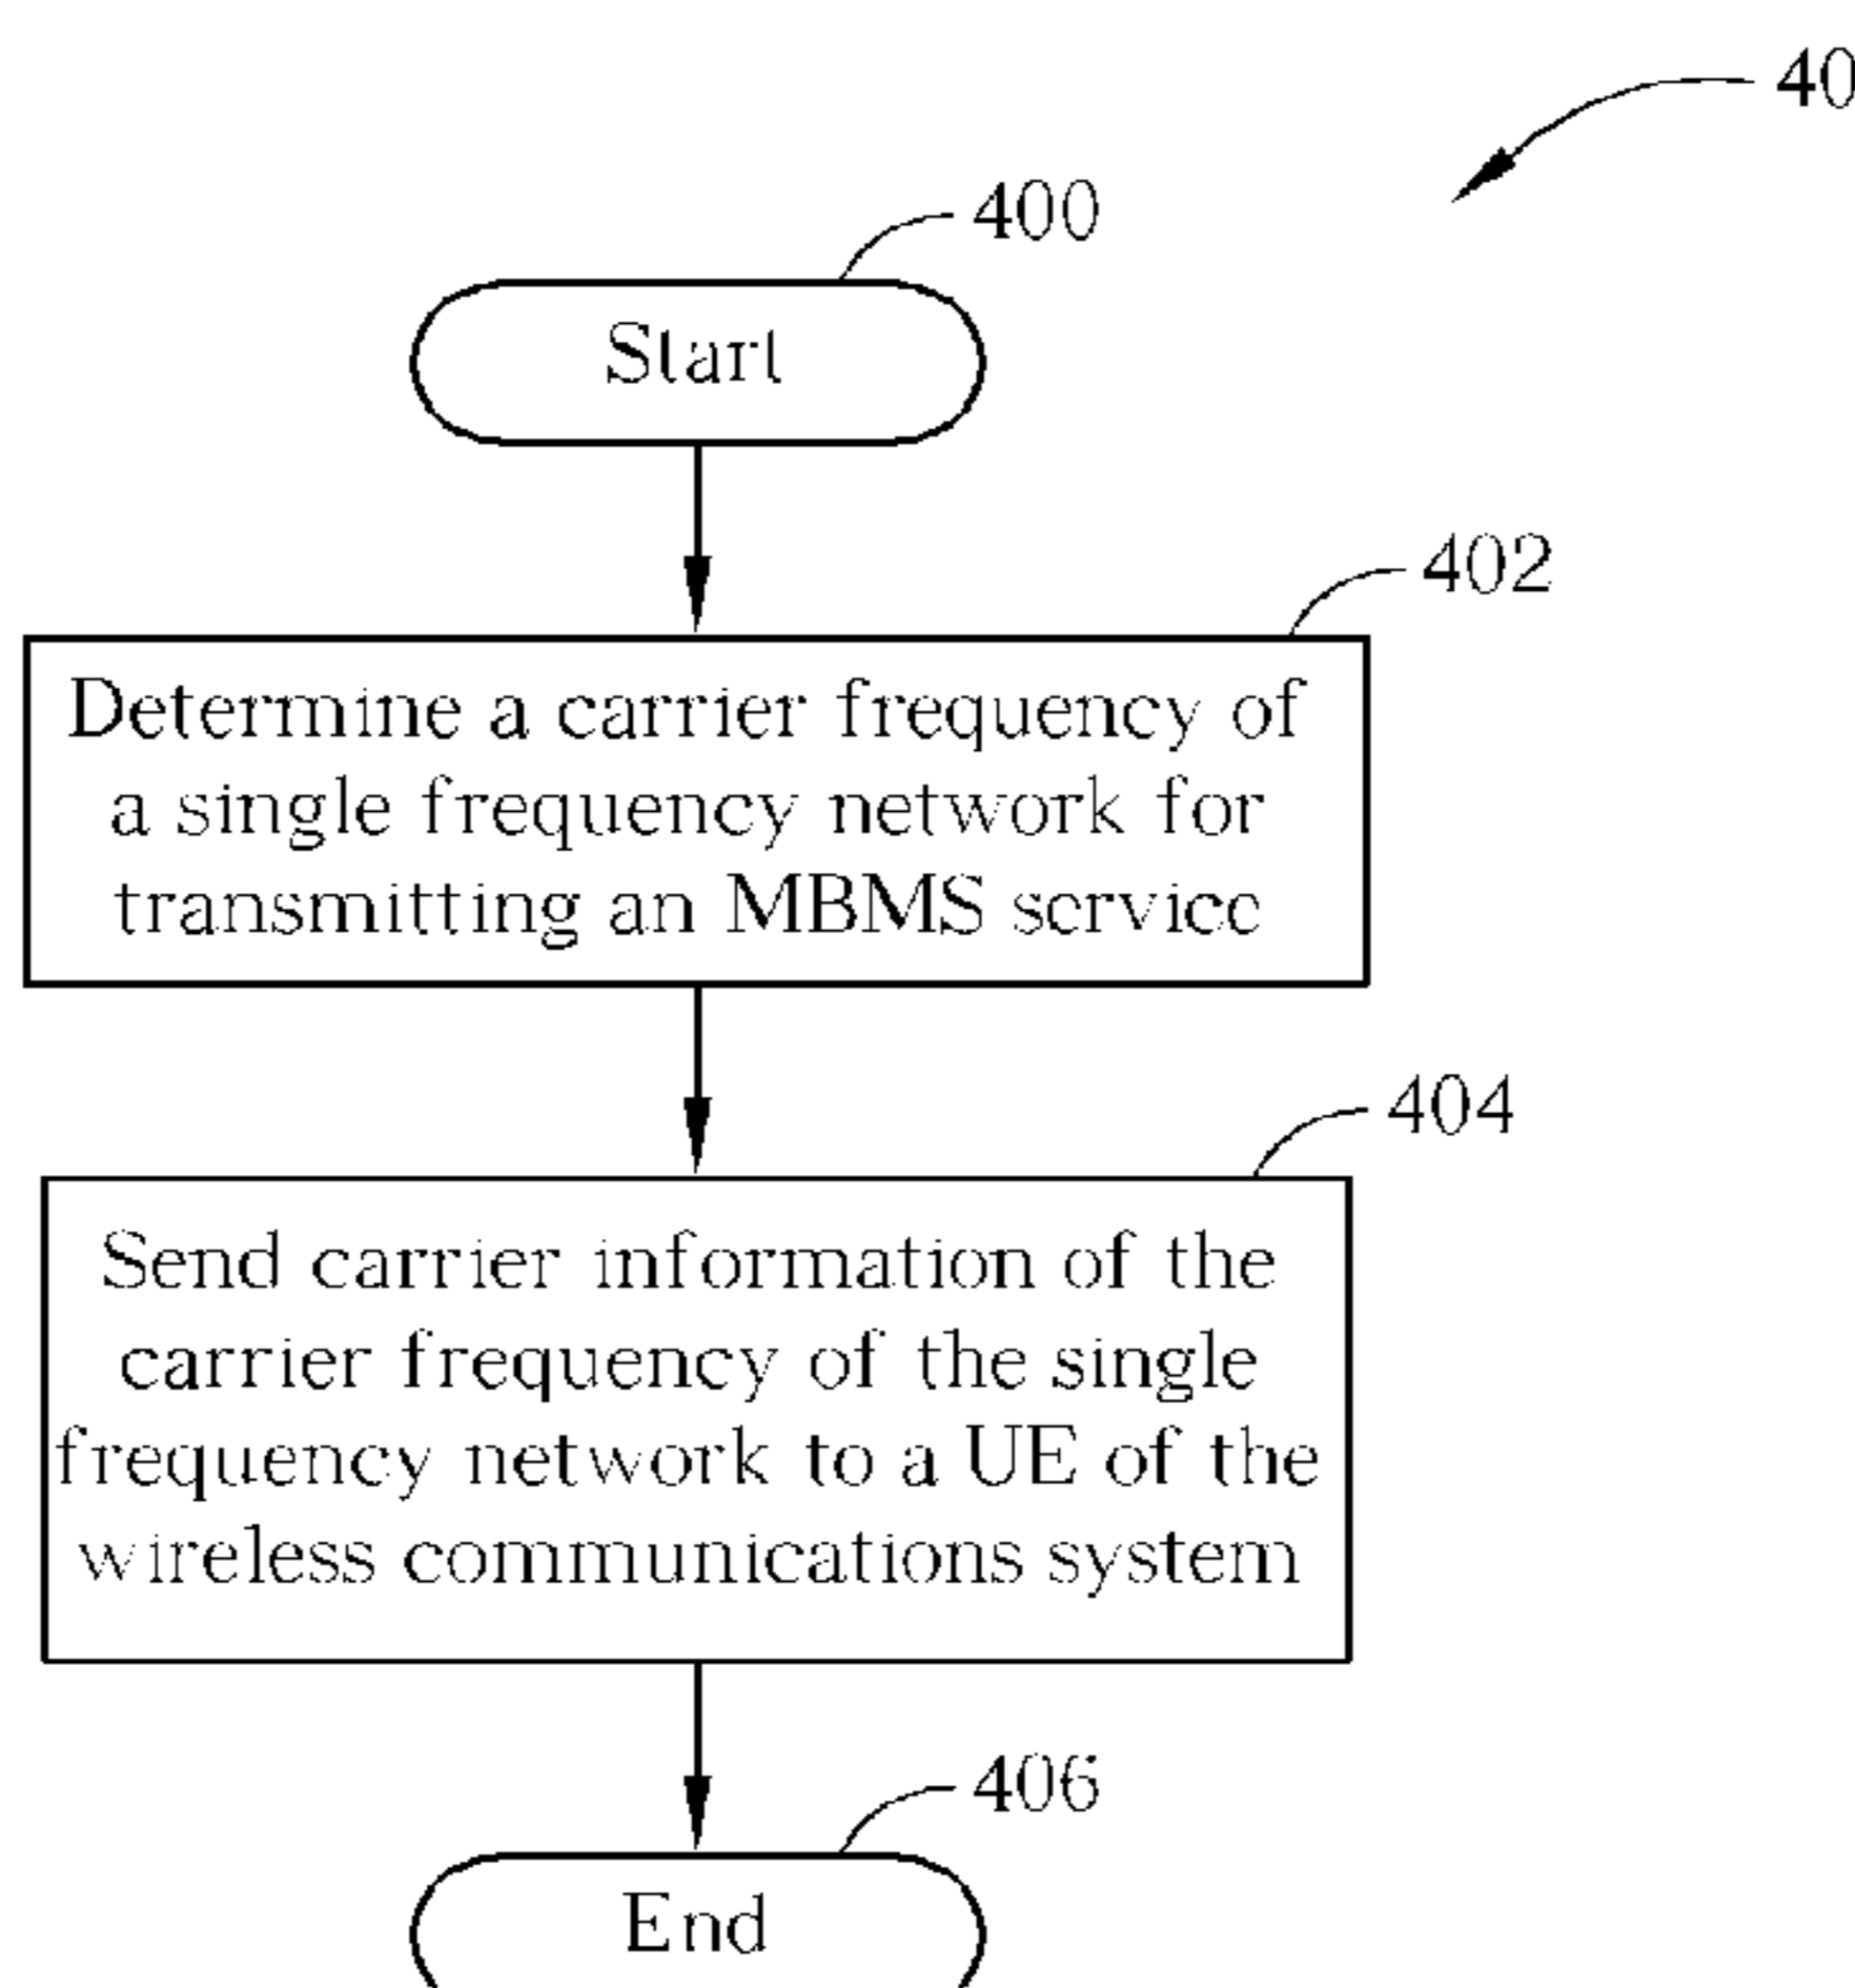 40
400
Start
402
Determine a carrier frequency of
a single frequency network for
transmitting an MBMS service
404
Send carrier information of the
carrier frequency of the single
frequency network to a UE of the
wireless communications system
406
End